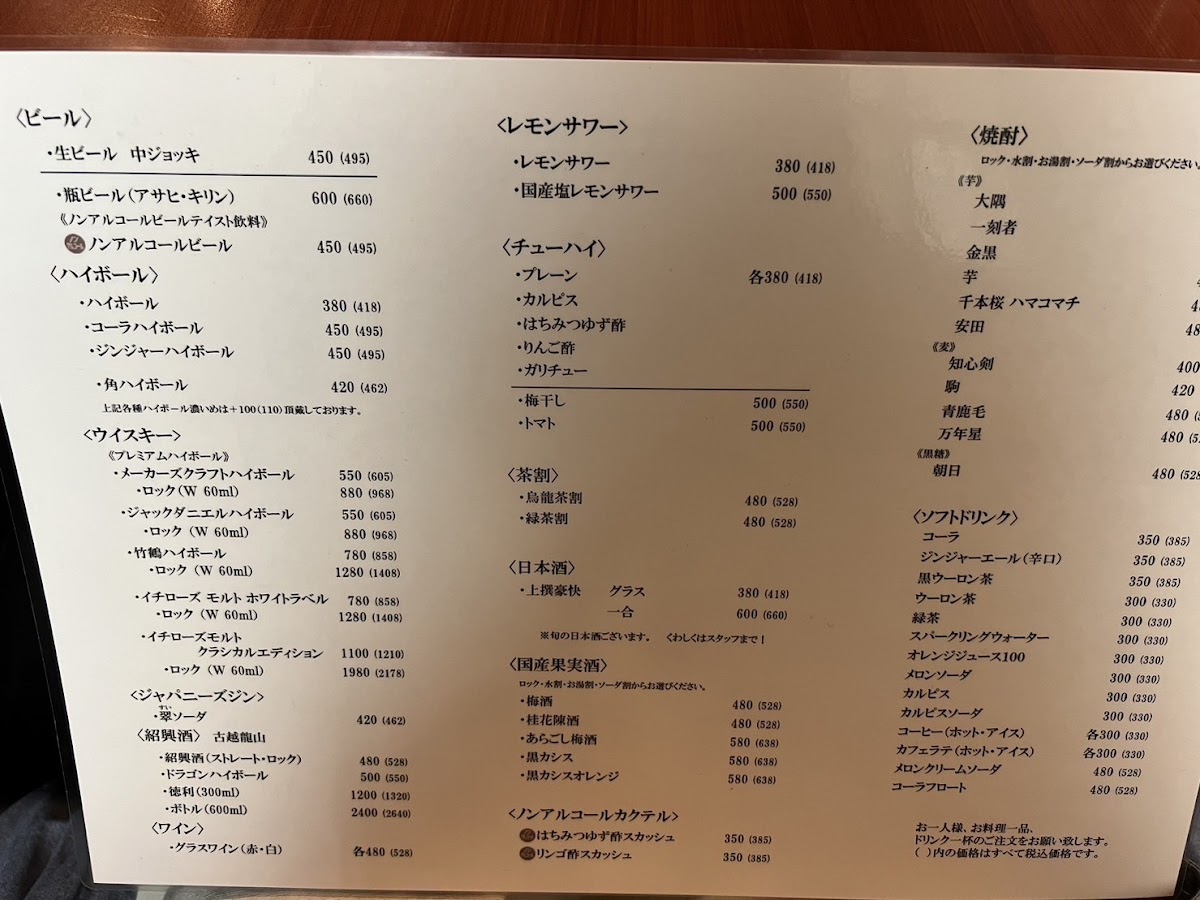 〈ビール〉
・生ビール 中ジョッキ 450 (495)
・瓶ビール(アサヒ・キリン) 600 (660)
《ノンアルコールビールテイスト飲料》
ノンアルコールビール 450 (495)
〈ハイボール〉
・ハイボール 380 (418)
・コーラハイボール 450 (495)
・ジンジャーハイボール 450 (495)
・角ハイボール 420 (462)
上記各種ハイボール濃いめは+100(110)頂戴しております。
〈ウイスキー〉
《プレミアムハイボール》
・メーカーズクラフトハイボール 550 (605)
・ロック(W 60ml) 880 (968)
・ジャックダニエルハイボール 550 (605)
・ロック(W 60ml) 880 (968)
・竹鶴ハイボール 780 (858)
・ロック (W 60ml) 1280 (1408)
・イチローズ モルト ホワイトラベル 780 (858)
・ロック (W 60ml) 1280 (1408)
・イチローズモルト
クラシカルエディション 1100 (1210)
・ロック (W 60ml) 1980 (2178)
〈ジャパニーズジン〉
すい
・翠ソーダ 420 (462)
〈紹興酒〉 古越龍山
・紹興酒(ストレート・ロック) 480 (528)
・ドラゴンハイボール 500 (550)
・徳利(300ml) 1200 (1320)
・ボトル(600ml) 2400 (2640)
〈ワイン〉
・グラスワイン(赤・白) 各480 (528)
〈レモンサワー〉
・レモンサワー 380 (418)
・国産塩レモンサワー 500 (550)
〈チューハイ〉
・プレーン 各380 (418)
・カルピス
・はちみつゆず酢
・りんご酢
・ガリチュー
・梅干し 500 (550)
・トマト 500 (550)
〈茶割〉
・烏龍茶割 480 (528)
・緑茶割 480 (528)
〈日本酒〉
・上撰豪快 グラス 380 (418)
一合 600 (660)
※旬の日本酒ございます。 くわしくはスタッフまで！
〈国産果実酒〉
ロック・水割・お湯割・ソーダ割からお選びください。
・梅酒 480 (528)
・桂花陳酒 480 (528)
・あらごし梅酒 580 (638)
・黒カシス 580 (638)
・黒カシスオレンジ 580 (638)
〈ノンアルコールカクテル〉
はちみつゆず酢スカッシュ 350 (385)
リンゴ酢スカッシュ 350 (385)
〈焼酎〉
ロック・水割・お湯割・ソーダ割からお選びください。
《芋》
大隅
一刻者
金黒
芋
千本桜 ハマコマチ
安田 48
《麦》
知心剣 400
駒 420
青鹿毛 480
万年星 480
《黒糖》
朝日 480 (528
〈ソフトドリンク〉
コーラ 350 (385)
ジンジャーエール(辛口) 350 (385)
黒ウーロン茶 350 (385)
ウーロン茶 300 (330)
緑茶 300 (330)
スパークリングウォーター 300 (330)
オレンジジュース100 300 (330)
メロンソーダ 300 (330)
カルピス 300 (330)
カルピスソーダ 300 (330)
コーヒー(ホット・アイス) 各300 (330)
カフェラテ(ホット・アイス) 各300 (330)
メロンクリームソーダ 480 (528)
コーラフロート 480 (528)
お一人様、お料理一品、
ドリンク一杯のご注文をお願い致します。
( )内の価格はすべて税込価格です。